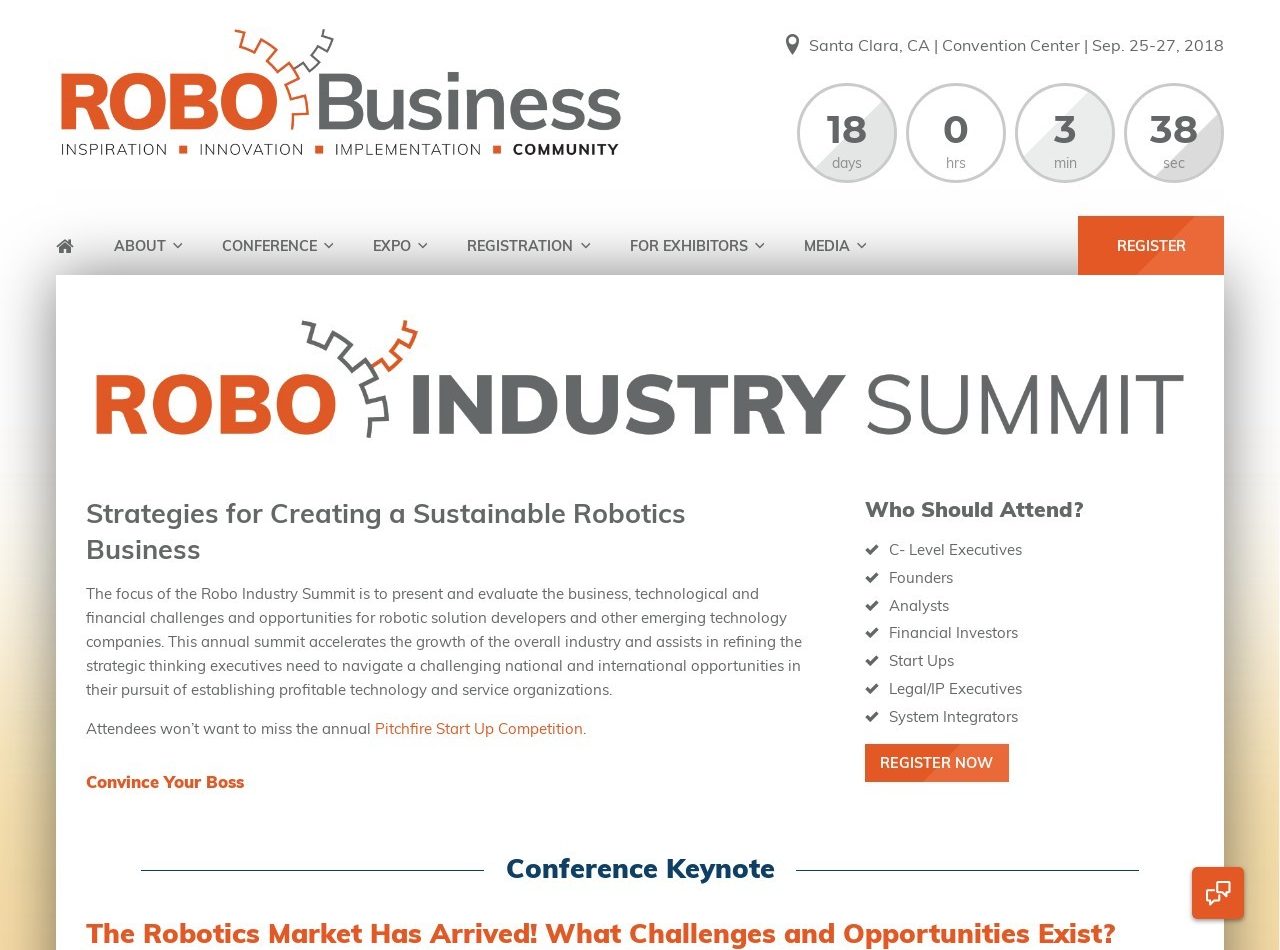 ROBO Business
INSPIRATION ■ INNOVATION ■ IMPLEMENTATION ■ COMMUNITY
Santa Clara, CA | Convention Center | Sep. 25-27, 2018
18 0 3 38
days hrs min sec
ABOUT CONFERENCE EXPO REGISTRATION FOR EXHIBITORS MEDIA REGISTER
ROBO INDUSTRY SUMMIT
Strategies for Creating a Sustainable Robotics
Business
The focus of the Robo Industry Summit is to present and evaluate the business, technological and
financial challenges and opportunities for robotic solution developers and other emerging technology
companies. This annual summit accelerates the growth of the overall industry and assists in refining the
strategic thinking executives need to navigate a challenging national and international opportunities in
their pursuit of establishing profitable technology and service organizations.
Attendees won’t want to miss the annual Pitchfire Start Up Competition.
Convince Your Boss
Who Should Attend?
C- Level Executives
Founders
Analysts
Financial Investors
Start Ups
Legal/IP Executives
System Integrators
REGISTER NOW
Conference Keynote
The Robotics Market Has Arrived! What Challenges and Opportunities Exist?